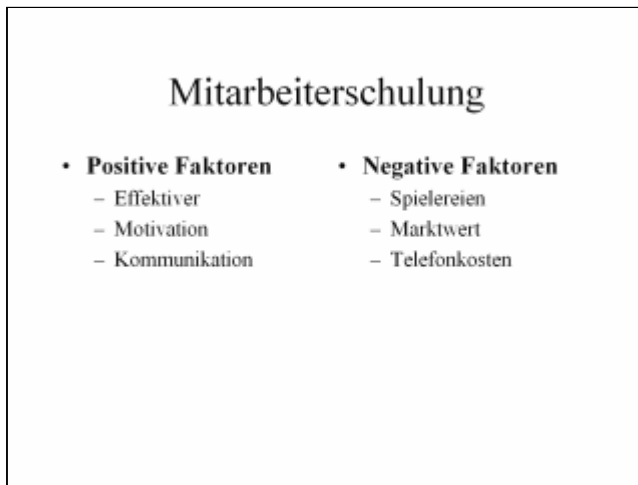 Mitarbeiterschulung
• Positive Faktoren
– Effektiver
– Motivation
– Kommunikation
• Negative Faktoren
– Spielereien
– Marktwert
– Telefonkosten